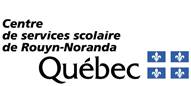 Centre
de services scolaire
de Rouyn-Noranda
Québec